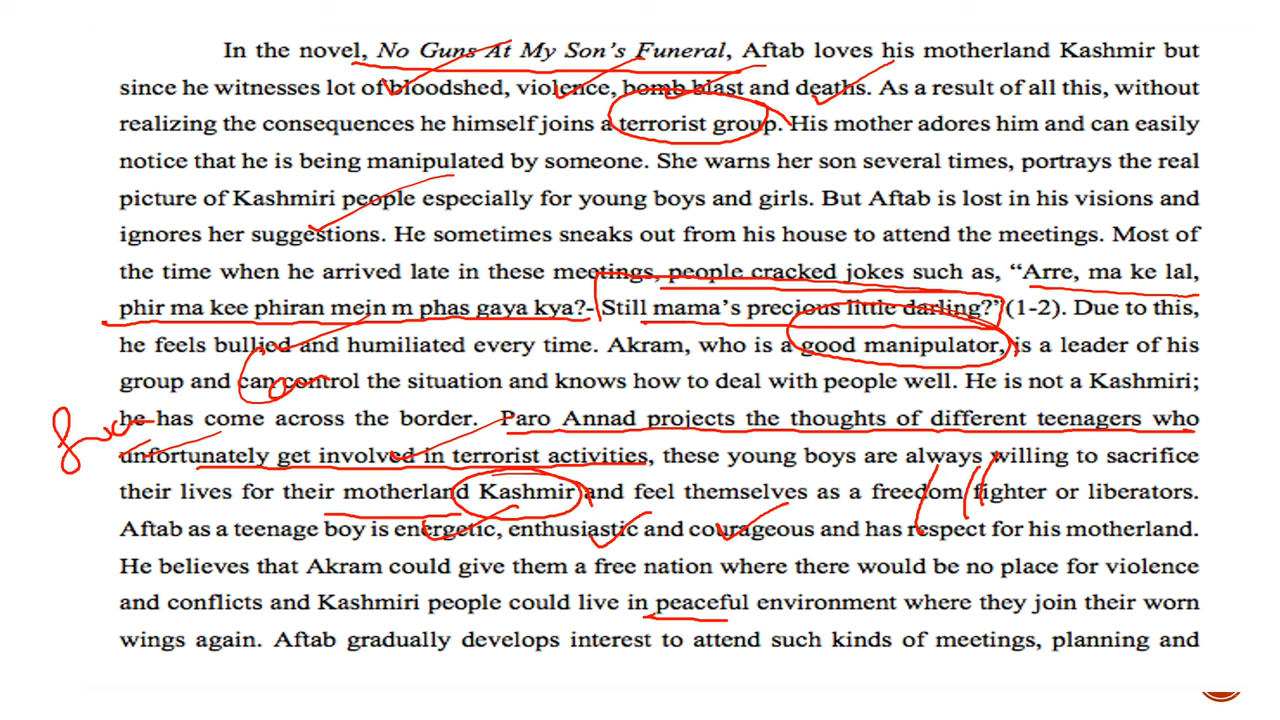 In the novel, No Guns At My Son's Funeral, Aftab loves his motherland Kashmir but
since he witnesses lot of bloodshed, violence, bomb blast and deaths. As a result of all this, without
realizing the consequences he himself joins a terrorist group. His mother adores him and can easily
notice that he is being manipulated by someone. She warns her son several times, portrays the real
picture of Kashmiri people especially for young boys and girls. But Aftab is lost in his visions and
ignores her suggestions. He sometimes sneaks out from his house to attend the meetings. Most of
the time when he arrived late in these meetings, people cracked jokes such as, “Arre, ma ke lal,
phir ma kee phiran mein m phas gaya kya?- Still mama's precious little darling?” (1-2). Due to this,
he feels bullied and humiliated every time. Akram, who is a good manipulator, is a leader of his
group and can control the situation and knows how to deal with people well. He is not a Kashmiri;
he has come across the border. Paro Annad projects the thoughts of different teenagers who
unfortunately get involved in terrorist activities, these young boys are always willing to sacrifice
their lives for their motherland Kashmir and feel themselves as a freedom fighter or liberators.
Aftab as a teenage boy is energetic, enthusiastic and courageous and has respect for his motherland.
He believes that Akram could give them a free nation where there would be no place for violence
and conflicts and Kashmiri people could live in peaceful environment where they join their worn
wings again. Aftab gradually develops interest to attend such kinds of meetings, planning and